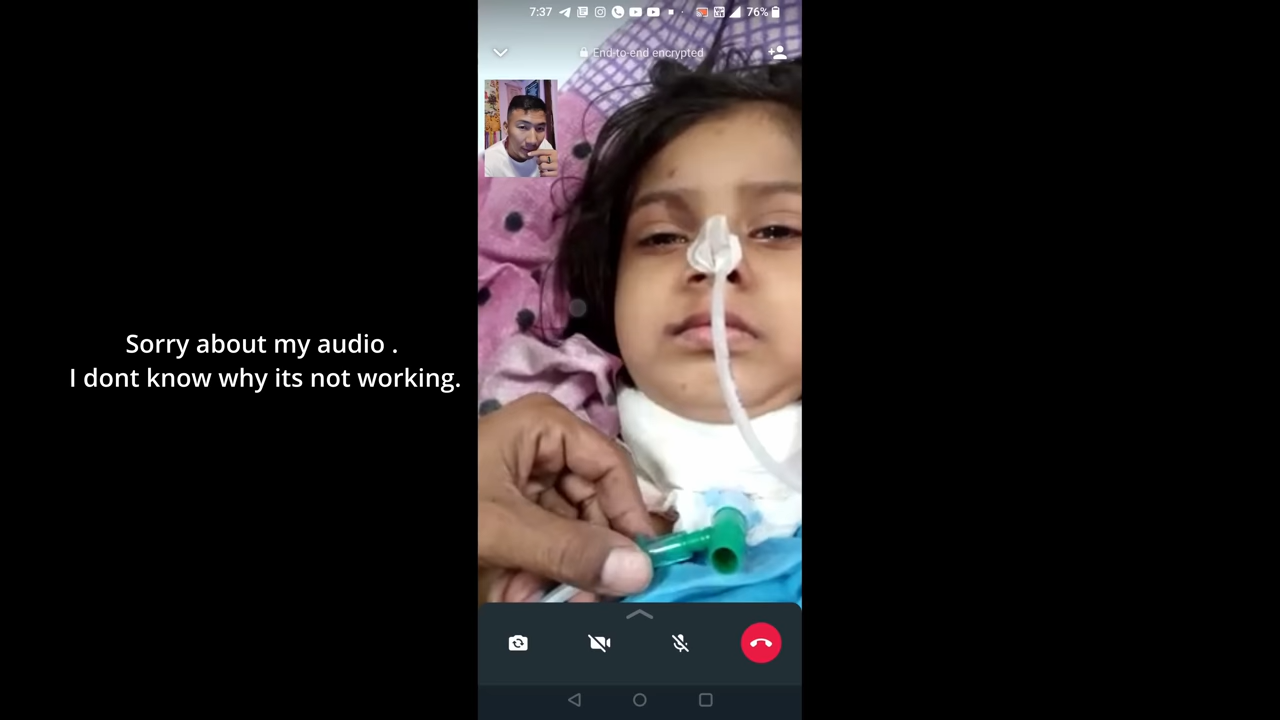 7:37
76%
End-to-end encrypted
Sorry about my audio .
I dont know why its not working.